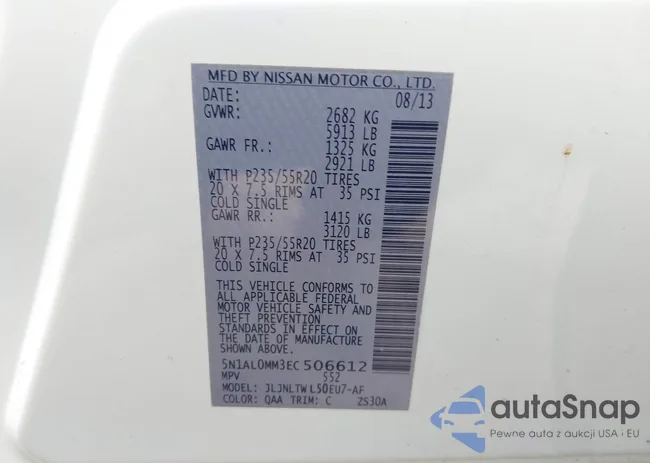 MFD BY NISSAN MOTOR CO., LTD.
DATE: 08/13
GVWR: 2682 KG
5913 LB
GAWR FR.: 1325 KG
2921 LB
WITH P235/55R20 TIRES
20 X 7.5 RIMS AT 35 PSI
COLD SINGLE
GAWR RR.: 1415 KG
3120 LB
WITH P235/55R20 TIRES
20 X 7.5 RIMS AT 35 PSI
COLD SINGLE
THIS VEHICLE CONFORMS TO
ALL APPLICABLE FEDERAL
MOTOR VEHICLE SAFETY AND
THEFT PREVENTION
STANDARDS IN EFFECT ON
THE DATE OF MANUFACTURE
SHOWN ABOVE.
5N1AL0MM3EC506612
MPV 552
MODEL: JLJNLTWL50EU7-AF
COLOR: QAA TRIM: C ZS30A
autaSnap
Pewne auta z aukcji USA i EU